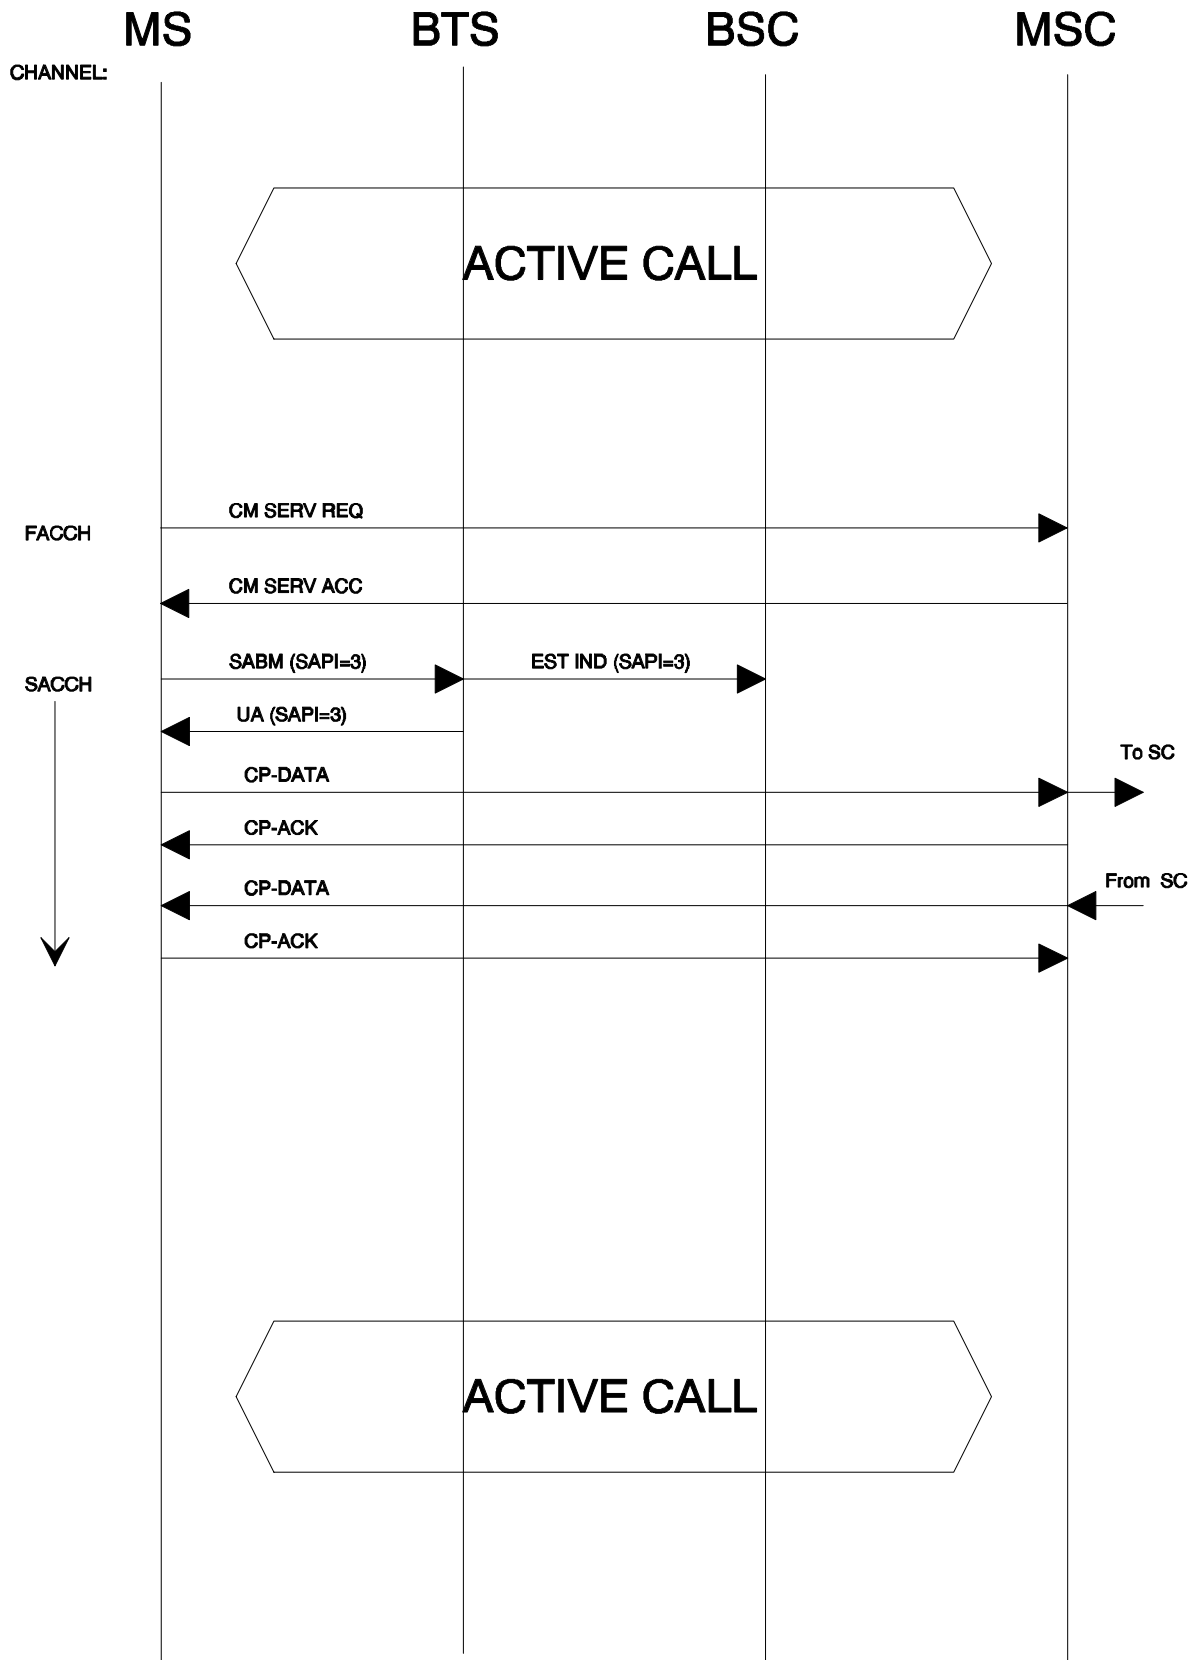 MS BTS BSC MSC
CHANNEL:
ACTIVE CALL
CM SERV REQ
FACCH
CM SERV ACC
SABM (SAPI=3) EST IND (SAPI=3)
SACCH
UA (SAPI=3)
To SC
CP-DATA
CP-ACK
From SC
CP-DATA
CP-ACK
ACTIVE CALL